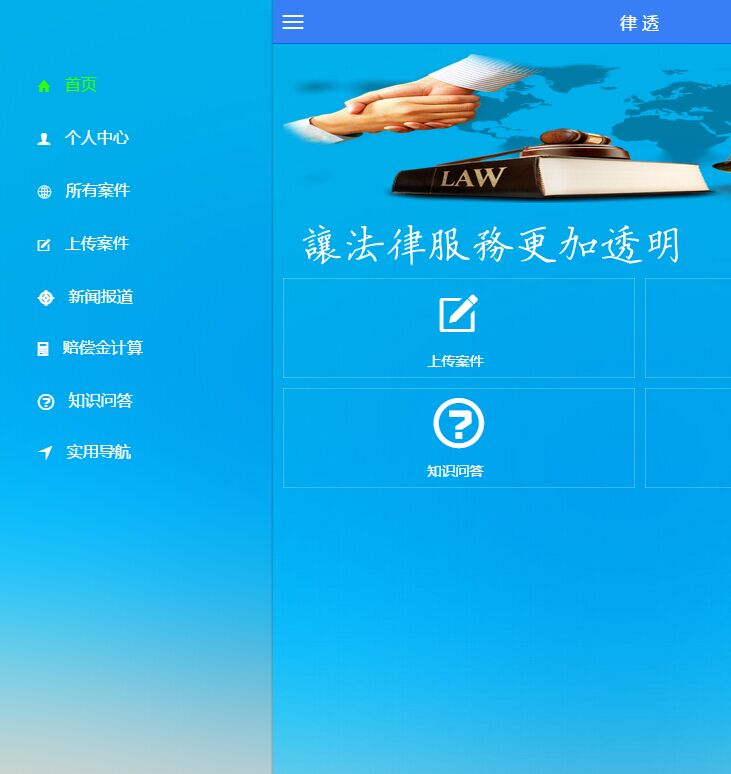 首页
个人中心
所有案件
上传案件
新闻报道
赔偿金计算
知识问答
实用导航
律 透
LAW
讓法律服務更加透明
上传案件
知识问答